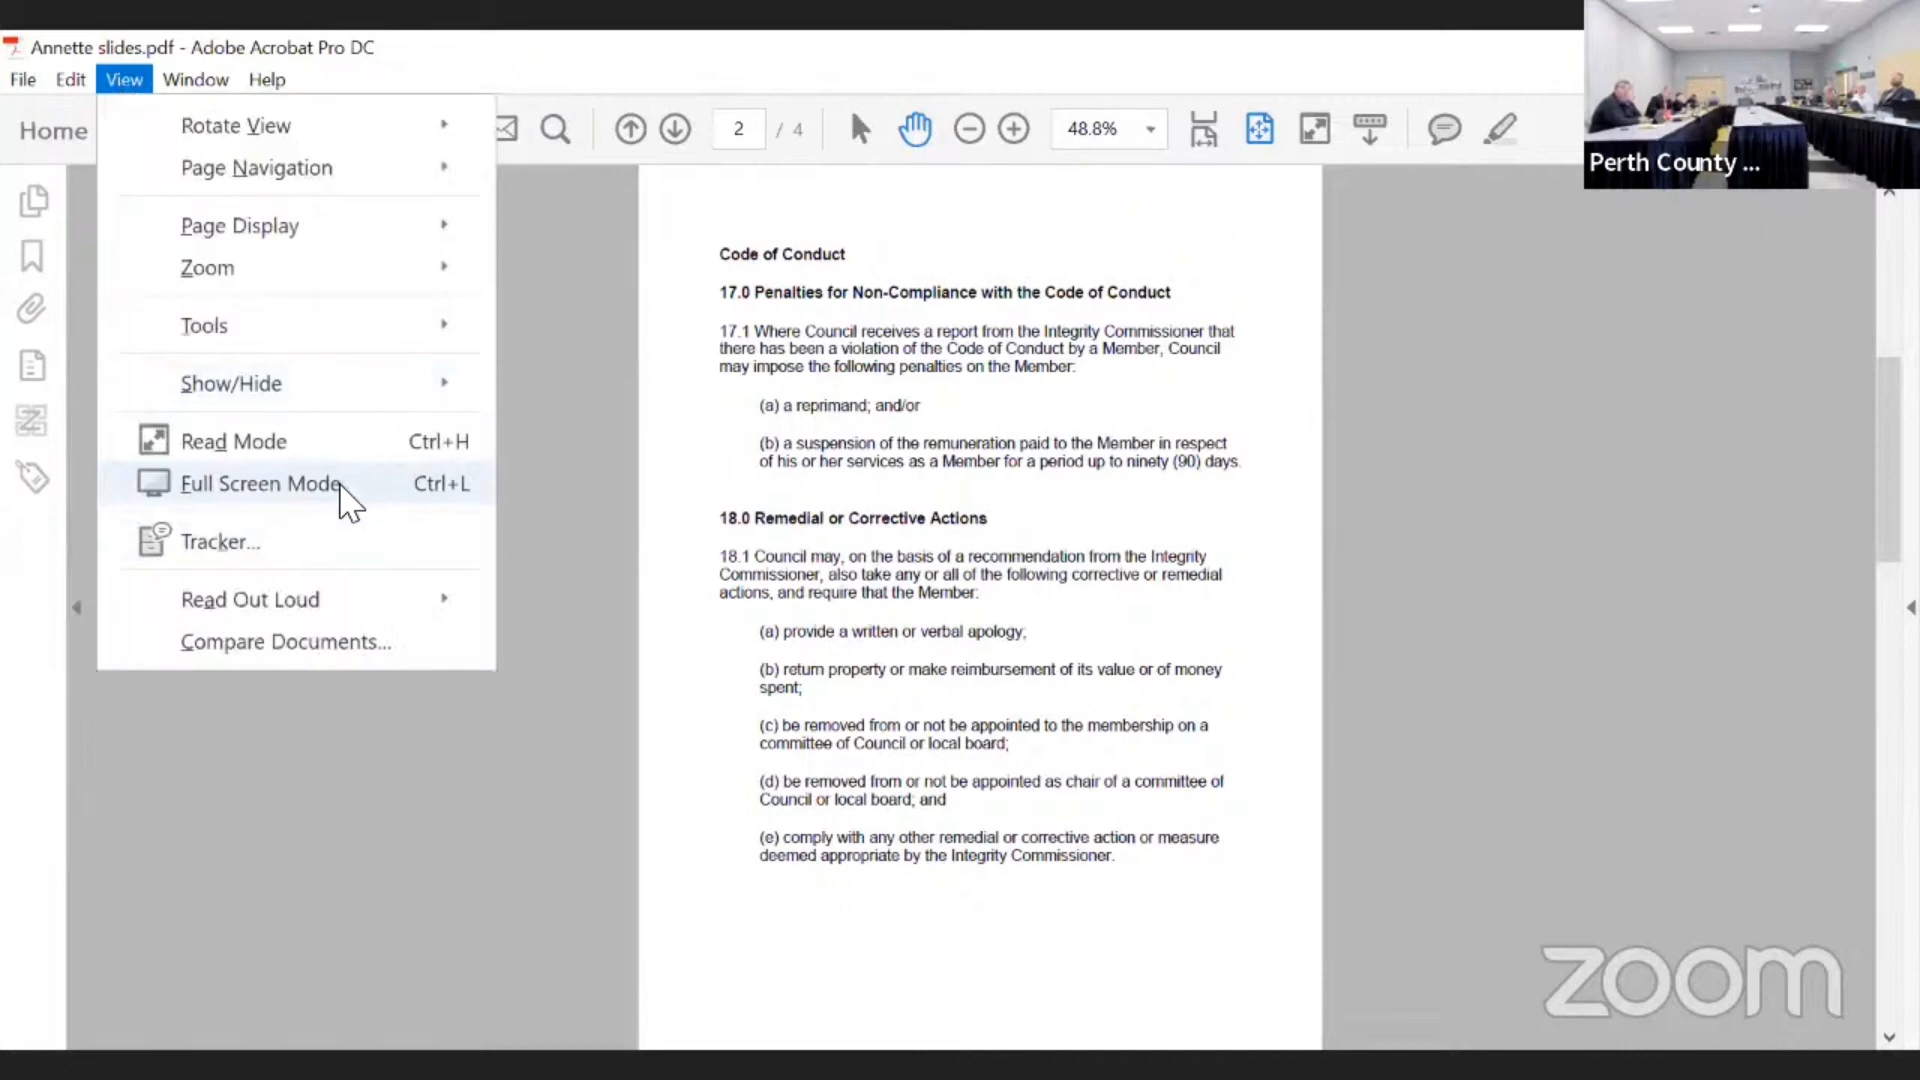 Annette slides.pdf - Adobe Acrobat Pro DC
File Edit View Window Help
Home
2 / 4
48.8%
Rotate View
Page Navigation
Page Display
Zoom
Tools
Show/Hide
Read Mode Ctrl+H
Full Screen Mode Ctrl+L
Tracker...
Read Out Loud
Compare Documents...
Perth County ...
Code of Conduct
17.0 Penalties for Non-Compliance with the Code of Conduct
17.1 Where Council receives a report from the Integrity Commissioner that
there has been a violation of the Code of Conduct by a Member, Council
may impose the following penalties on the Member:
(a) a reprimand; and/or
(b) a suspension of the remuneration paid to the Member in respect
of his or her services as a Member for a period up to ninety (90) days.
18.0 Remedial or Corrective Actions
18.1 Council may, on the basis of a recommendation from the Integrity
Commissioner, also take any or all of the following corrective or remedial
actions, and require that the Member:
(a) provide a written or verbal apology;
(b) return property or make reimbursement of its value or of money
spent;
(c) be removed from or not be appointed to the membership on a
committee of Council or local board;
(d) be removed from or not be appointed as chair of a committee of
Council or local board; and
(e) comply with any other remedial or corrective action or measure
deemed appropriate by the Integrity Commissioner.
zoom